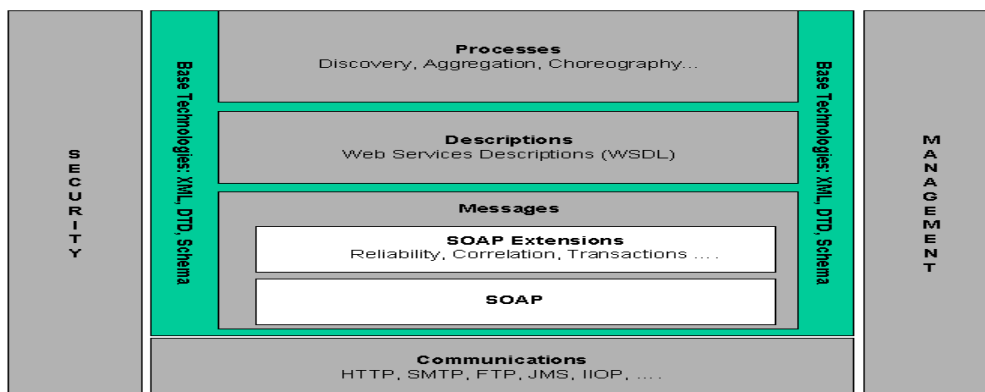 SECURITY
Base Technologies: XML, DTD, Schema
Processes
Discovery, Aggregation, Choreography...
Descriptions
Web Services Descriptions (WSDL)
Messages
SOAP Extensions
Reliability, Correlation, Transactions ....
SOAP
Base Technologies: XML, DTD, Schema
MANAGEMENT
Communications
HTTP, SMTP, FTP, JMS, IIOP, ....